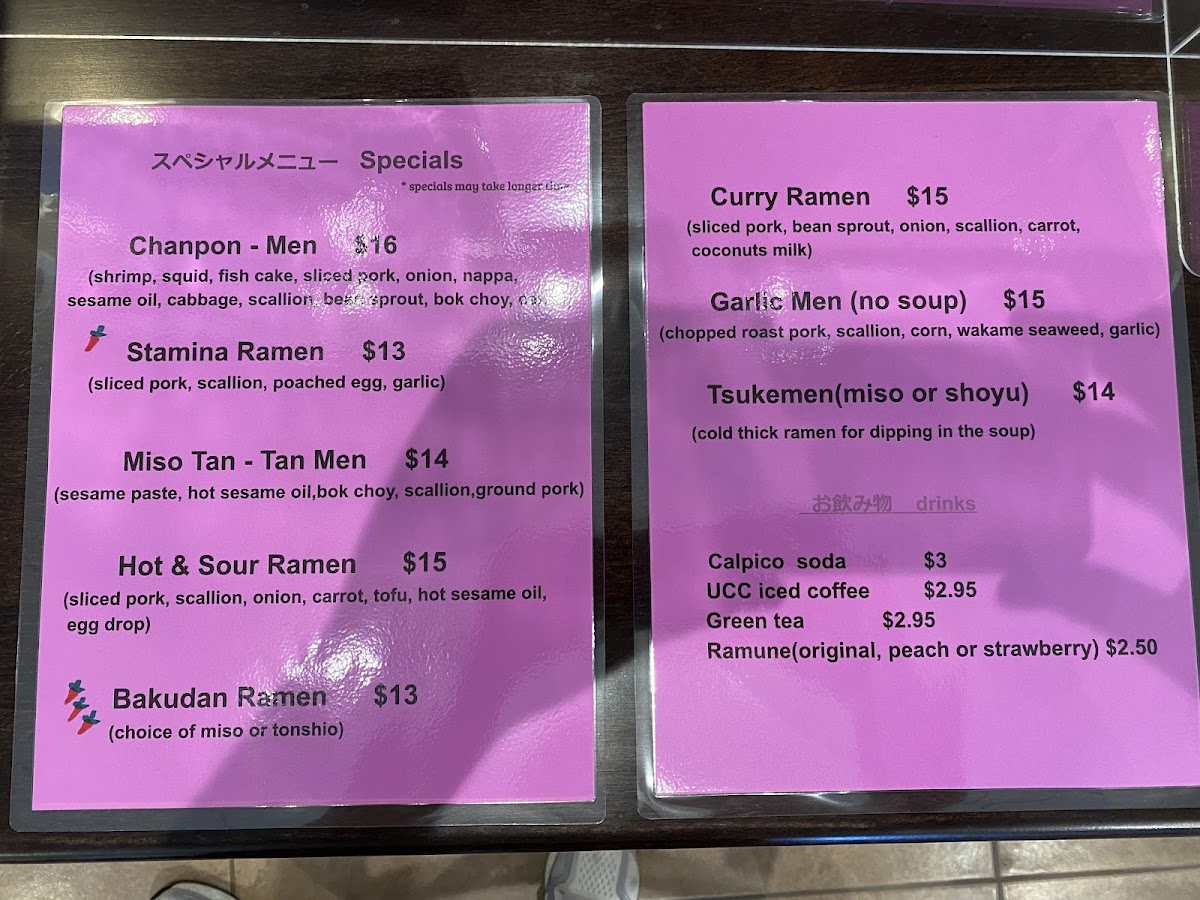 スペシャルメニュー Specials
* specials may take longer time
Chanpon - Men $16
(shrimp, squid, fish cake, sliced pork, onion, nappa,
sesame oil, cabbage, scallion, bean sprout, bok choy,
Stamina Ramen $13
(sliced pork, scallion, poached egg, garlic)
Miso Tan - Tan Men $14
(sesame paste, hot sesame oil,bok choy, scallion,ground pork)
Hot & Sour Ramen $15
(sliced pork, scallion, onion, carrot, tofu, hot sesame oil,
egg drop)
Bakudan Ramen $13
(choice of miso or tonshio)
Curry Ramen $15
(sliced pork, bean sprout, onion, scallion, carrot,
coconuts milk)
Garlic Men (no soup) $15
(chopped roast pork, scallion, corn, wakame seaweed, garlic)
Tsukemen(miso or shoyu) $14
(cold thick ramen for dipping in the soup)
お飲み物 drinks
Calpico soda $3
UCC iced coffee $2.95
Green tea $2.95
Ramune(original, peach or strawberry) $2.50